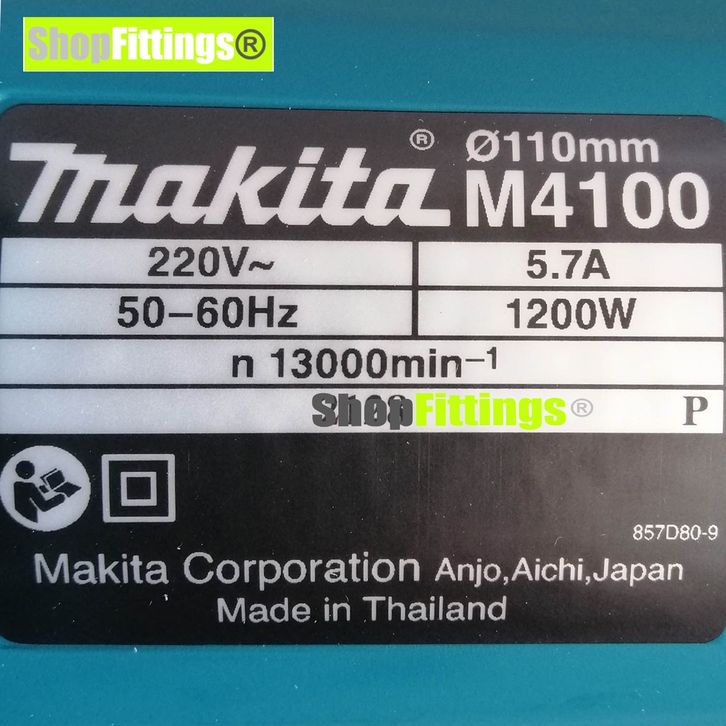 ShopFittings®
makita® Ø110mm
M4100
220V~ 5.7A
50-60Hz 1200W
n 13000min-1
ShopFittings® P
857D80-9
Makita Corporation Anjo,Aichi,Japan
Made in Thailand